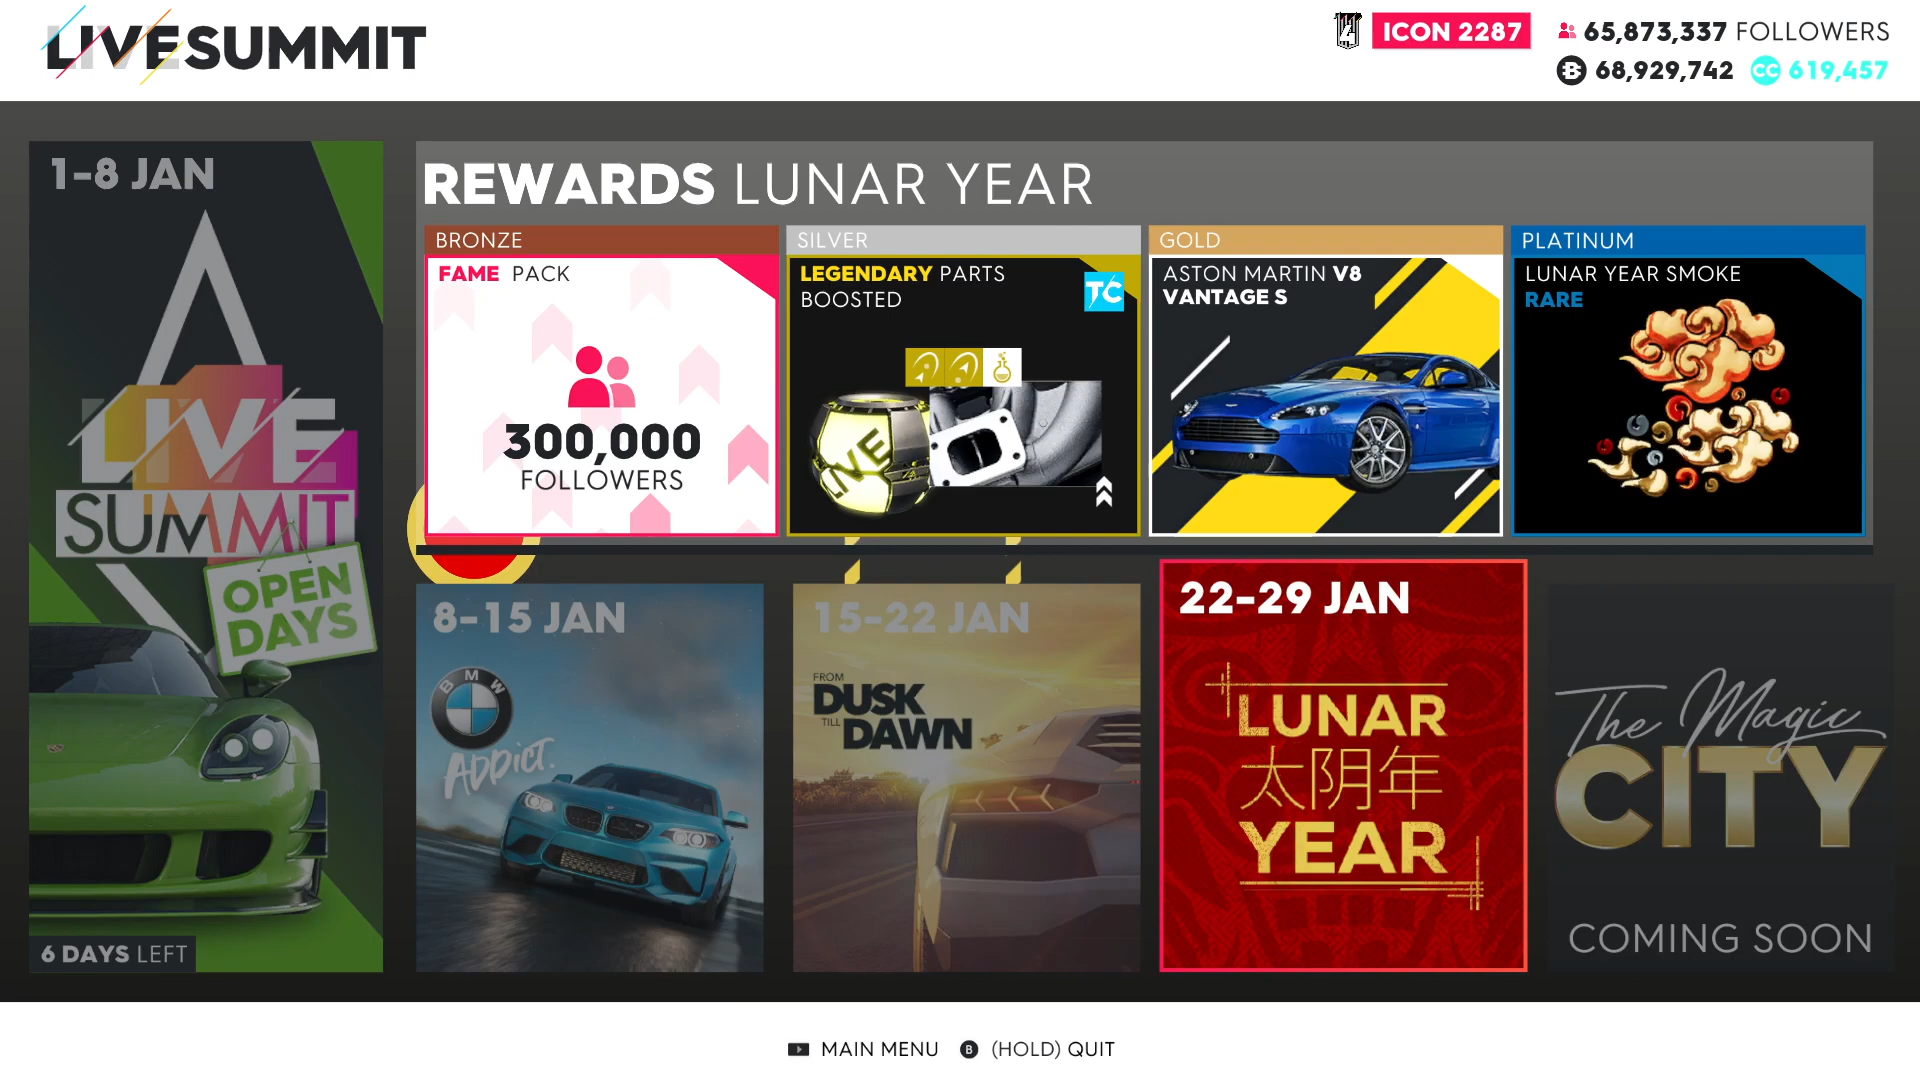 LIVESUMMIT
ICON 2287
65,873,337 FOLLOWERS
68,929,742
CC 619,457
1-8 JAN
LIVE
SUMMIT
OPEN
DAYS
6 DAYS LEFT
REWARDS LUNAR YEAR
BRONZE
FAME PACK
300,000
FOLLOWERS
SILVER
LEGENDARY PARTS
BOOSTED
TC
LIVE
GOLD
ASTON MARTIN V8
VANTAGE S
PLATINUM
LUNAR YEAR SMOKE
RARE
8-15 JAN
BMW
ADDICT.
15-22 JAN
FROM
DUSK
TILL
DAWN
22-29 JAN
LUNAR
太阴年
YEAR
The Magic
CITY
COMING SOON
MAIN MENU
B (HOLD) QUIT